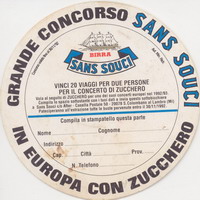 GRANDE CONCORSO SANS SOUCI
BIRRA
SANS SOUCI
VINCI 20 VIAGGI PER DUE PERSONE
PER IL CONCERTO DI ZUCCHERO
Compila in stampatello questa parte
Nome
Cognome
Indirizzo
Cap.
Città
Prov.
N. Telefono
IN EUROPA CON ZUCCHERO